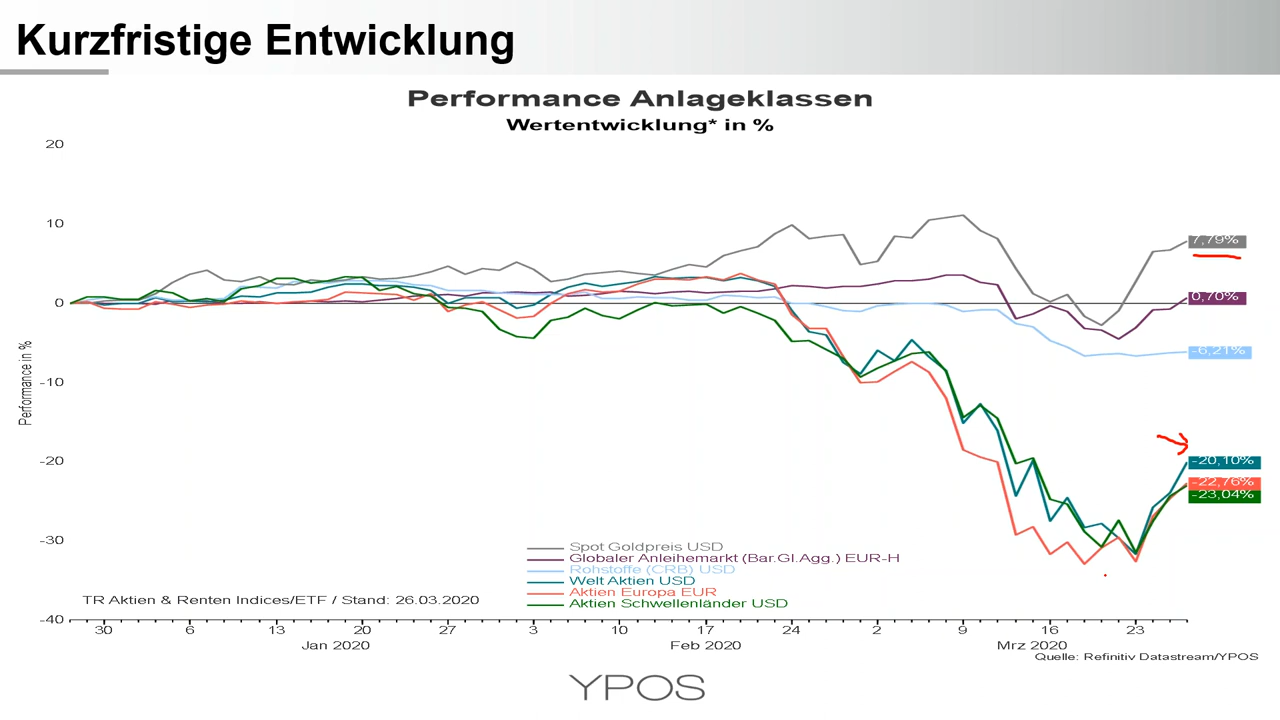 Kurzfristige Entwicklung
Performance Anlageklassen
Wertentwicklung* in %
20
10
0
-10
-20
-30
-40
Performance in %
7,79%
0,70%
-6,21%
-20,10%
-22,76%
-23,04%
Spot Goldpreis USD
Globaler Anleihemarkt (Bar.Gl.Agg.) EUR-H
Rohstoffe (CRB) USD
Welt Aktien USD
Aktien Europa EUR
Aktien Schwellenländer USD
TR Aktien & Renten Indices/ETF / Stand: 26.03.2020
30 6 13 20 27 3 10 17 24 2 9 16 23
Jan 2020 Feb 2020 Mrz 2020
Quelle: Refinitiv Datastream/YPOS
YPOS